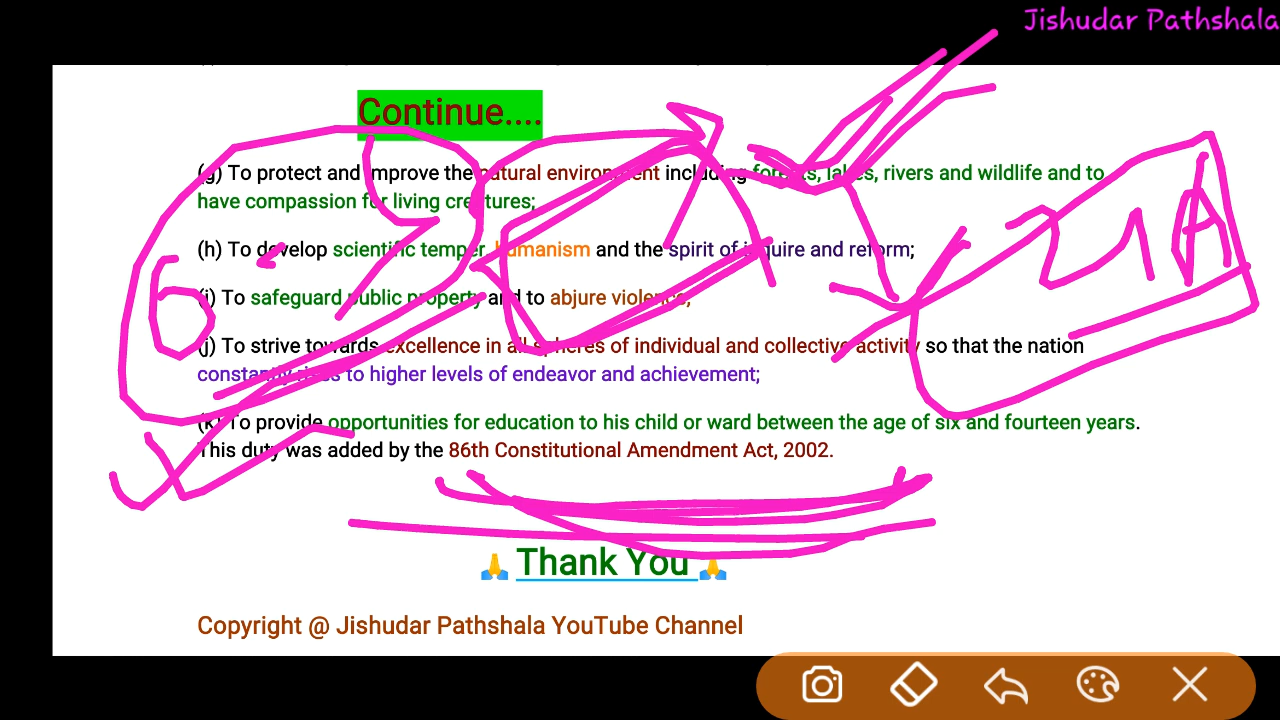 Jishudar Pathshala
Continue....
(g) To protect and improve the natural environment including forests, lakes, rivers and wildlife and to
have compassion for living creatures;
(h) To develop scientific temper, humanism and the spirit of inquire and reform;
(i) To safeguard public property and to abjure violence;
(j) To strive towards excellence in all spheres of individual and collective activity so that the nation
constantly rises to higher levels of endeavor and achievement;
(k) To provide opportunities for education to his child or ward between the age of six and fourteen years.
This duty was added by the 86th Constitutional Amendment Act, 2002.
🙏 Thank You 🙏
Copyright @ Jishudar Pathshala YouTube Channel